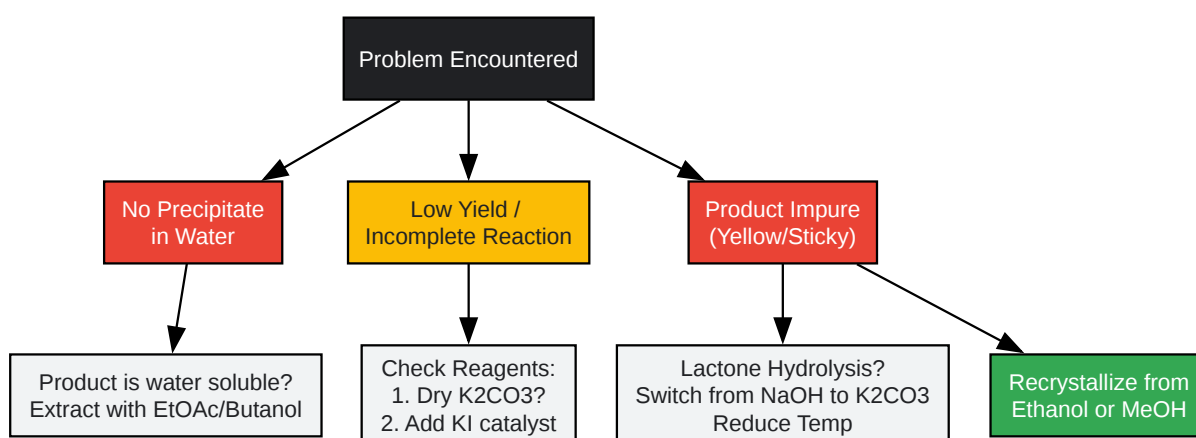 Problem Encountered
No Precipitate
in Water
Low Yield /
Incomplete Reaction
Product Impure
(Yellow/Sticky)
Product is water soluble?
Extract with EtOAc/Butanol
Check Reagents:
1. Dry K2CO3?
2. Add KI catalyst
Lactone Hydrolysis?
Switch from NaOH to K2CO3
Reduce Temp
Recrystallize from
Ethanol or MeOH